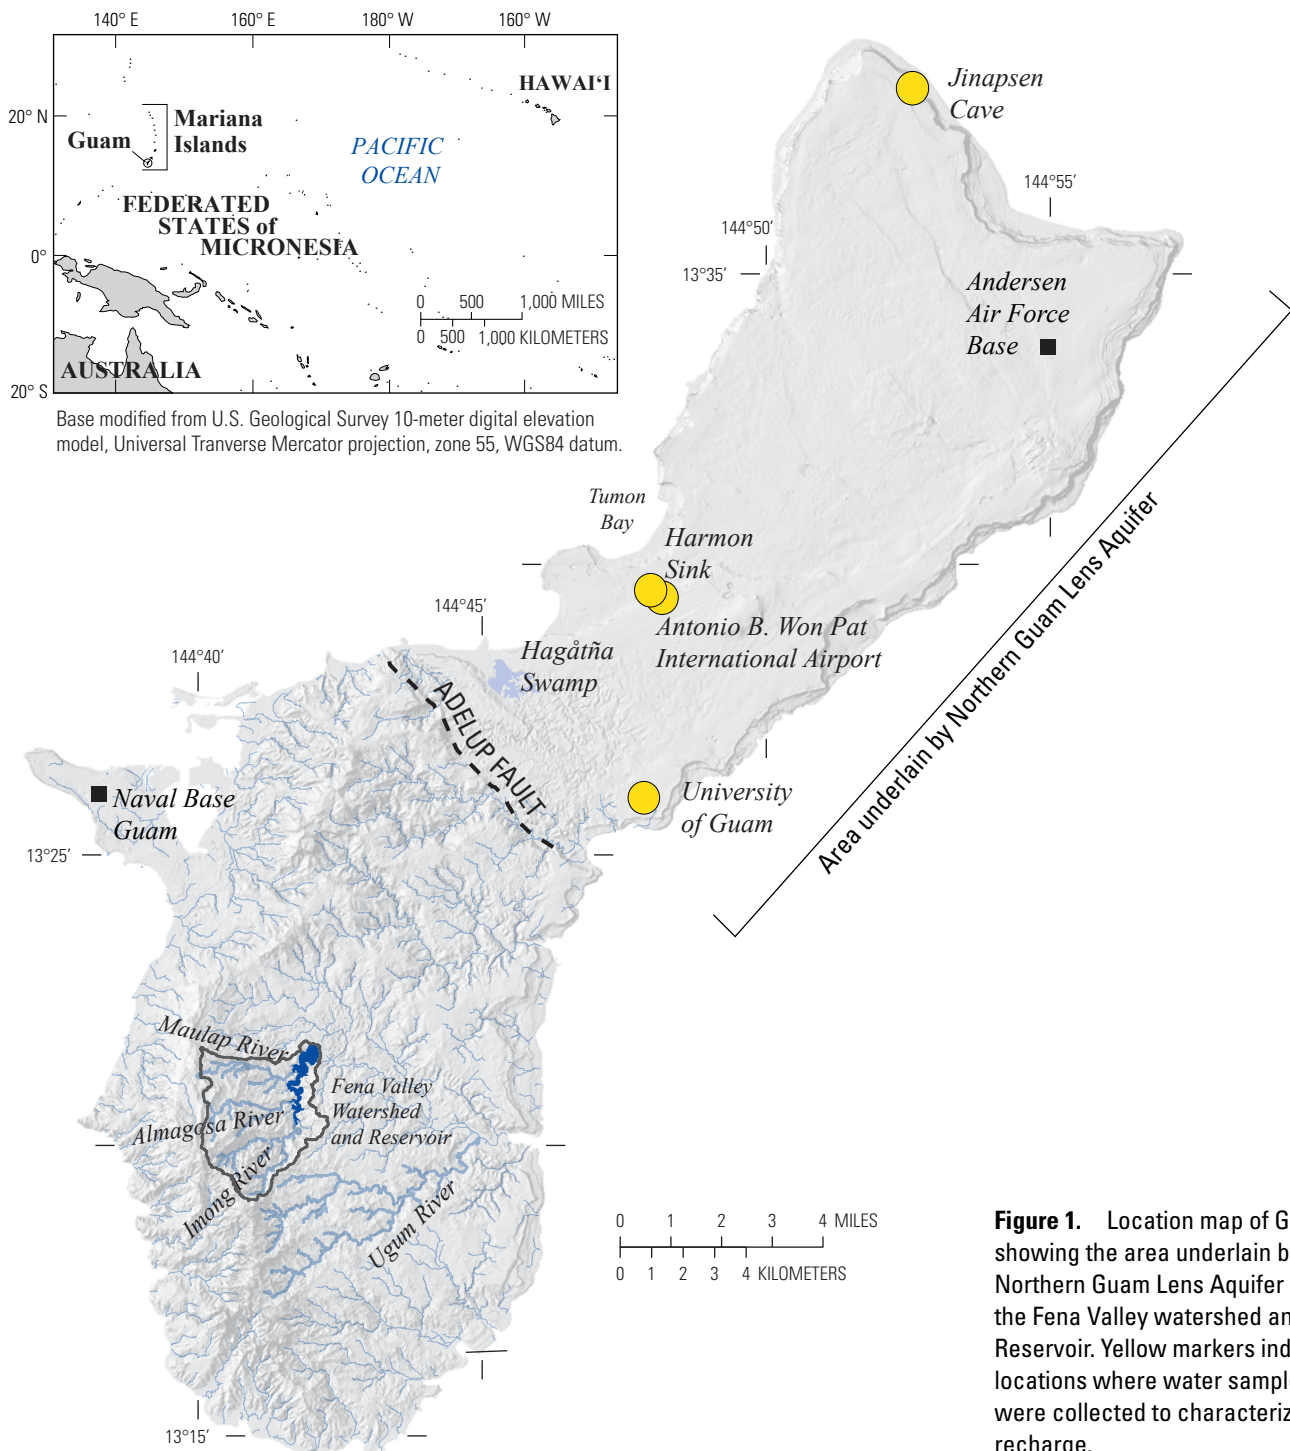 140° E
160° E
180° W
160° W
HAWAI‘I
20° N
Mariana
Islands
Guam
PACIFIC
OCEAN
FEDERATED
STATES of
MICRONESIA
0°
0 500 1,000 MILES
0 500 1,000 KILOMETERS
AUSTRALIA
20° S
Base modified from U.S. Geological Survey 10-meter digital elevation
model, Universal Tranverse Mercator projection, zone 55, WGS84 datum.
Jinapsen
Cave
144°55′
144°50′
13°35′
Andersen
Air Force
Base
Tumon
Bay
Harmon
Sink
144°45′
Antonio B. Won Pat
International Airport
Hagåtña
Swamp
144°40′
ADELUP FAULT
Area underlain by Northern Guam Lens Aquifer
University
of Guam
Naval Base
Guam
13°25′
Maulap River
Fena Valley
Watershed
and Reservoir
Almagosa River
Imong River
Ugum River
0 1 2 3 4 MILES
0 1 2 3 4 KILOMETERS
13°15′
Figure 1. Location map of G
showing the area underlain b
Northern Guam Lens Aquifer
the Fena Valley watershed an
Reservoir. Yellow markers ind
locations where water sample
were collected to characteriz
recharge.